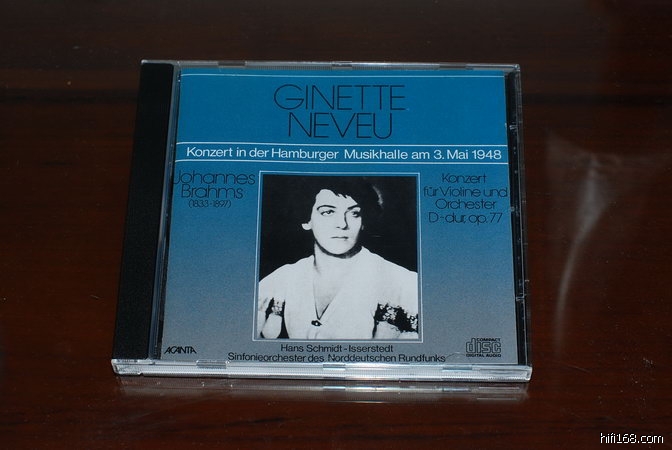 GINETTE
NEVEU
Konzert in der Hamburger Musikhalle am 3. Mai 1948
Johannes
Brahms
(1833-1897)
Konzert
für Violine und
Orchester
D-dur, op. 77
Hans Schmidt-Isserstedt
Sinfonieorchester des Norddeutschen Rundfunks
ACANTA
COMPACT
disc
DIGITAL AUDIO
hifi168.com